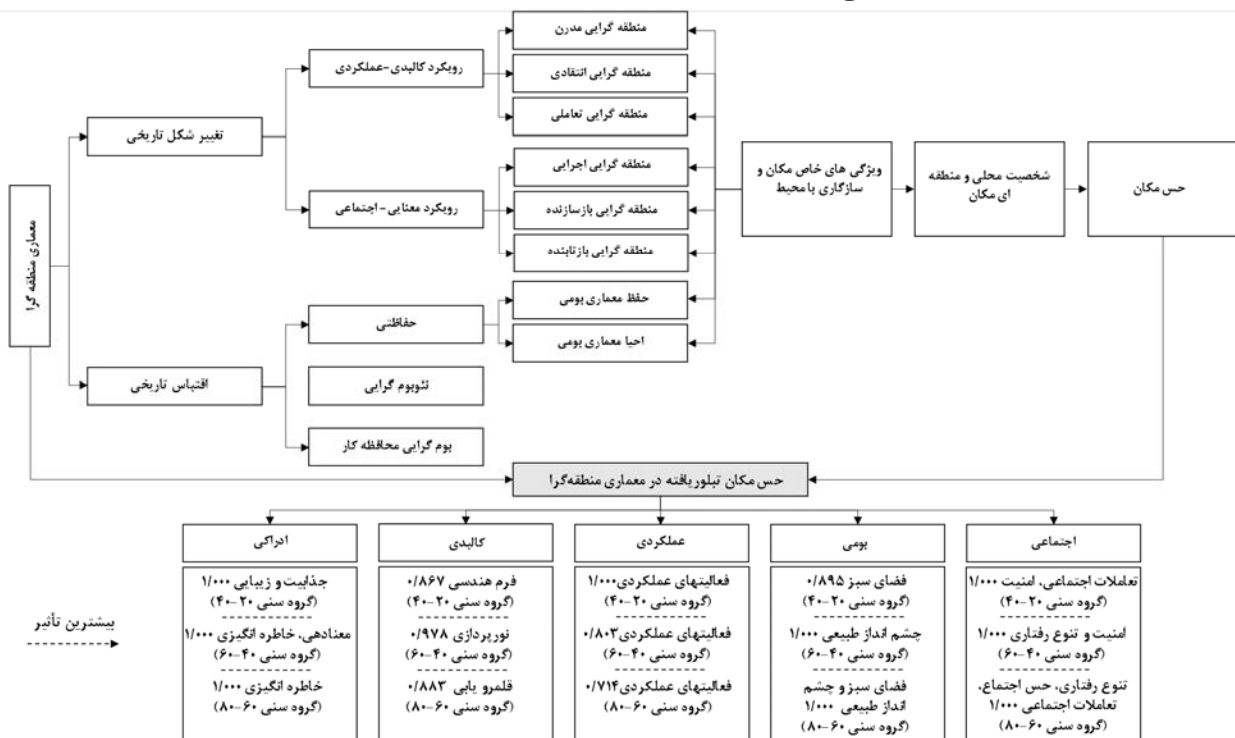 معماری منطقه گرا
تغییر شکل تاریخی
اقتباس تاریخی
رویکرد کالبدی-عملکردی
رویکرد معنایی-اجتماعی
حفاظتی
نئوبوم گرایی
بوم گرایی محافظه کار
منطقه گرایی مدرن
منطقه گرایی انتقادی
منطقه گرایی تعاملی
منطقه گرایی اجرایی
منطقه گرایی بازسازنده
منطقه گرایی بازتابنده
حفظ معماری بومی
احیا معماری بومی
ویژگی های خاص مکان و
سازگاری با محیط
شخصیت محلی و منطقه
ای مکان
حس مکان
حس مکان تبلوریافته در معماری منطقه‌گرا
اجتماعی
تعاملات اجتماعی، امنیت ۱/۰۰۰
(گروه سنی ۲۰-۴۰)
امنیت و تنوع رفتاری ۱/۰۰۰
(گروه سنی ۴۰-۶۰)
تنوع رفتاری، حس اجتماع،
تعاملات اجتماعی ۱/۰۰۰
(گروه سنی ۶۰-۸۰)
بومی
فضای سبز ۰/۸۹۵
(گروه سنی ۲۰-۴۰)
چشم انداز طبیعی ۱/۰۰۰
(گروه سنی ۴۰-۶۰)
فضای سبز و چشم
انداز طبیعی ۱/۰۰۰
(گروه سنی ۶۰-۸۰)
عملکردی
فعالیتهای عملکردی۱/۰۰۰
(گروه سنی ۲۰-۴۰)
فعالیتهای عملکردی۰/۸۰۳
(گروه سنی ۴۰-۶۰)
فعالیتهای عملکردی۰/۷۱۴
(گروه سنی ۶۰-۸۰)
کالبدی
فرم هندسی ۰/۸۶۷
(گروه سنی ۲۰-۴۰)
نورپردازی ۰/۹۷۸
(گروه سنی ۴۰-۶۰)
قلمرو یابی ۰/۸۸۳
(گروه سنی ۶۰-۸۰)
ادراکی
جذابیت و زیبایی ۱/۰۰۰
(گروه سنی ۲۰-۴۰)
معنادهی، خاطره انگیزی ۱/۰۰۰
(گروه سنی ۴۰-۶۰)
خاطره انگیزی ۱/۰۰۰
(گروه سنی ۶۰-۸۰)
بیشترین تأثیر